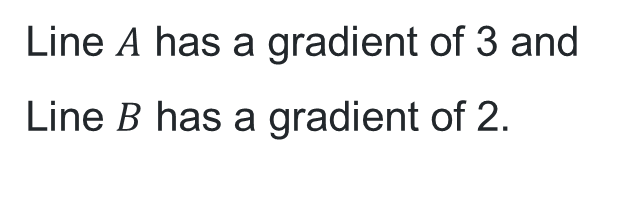 Line A has a gradient of 3 and
Line B has a gradient of 2.